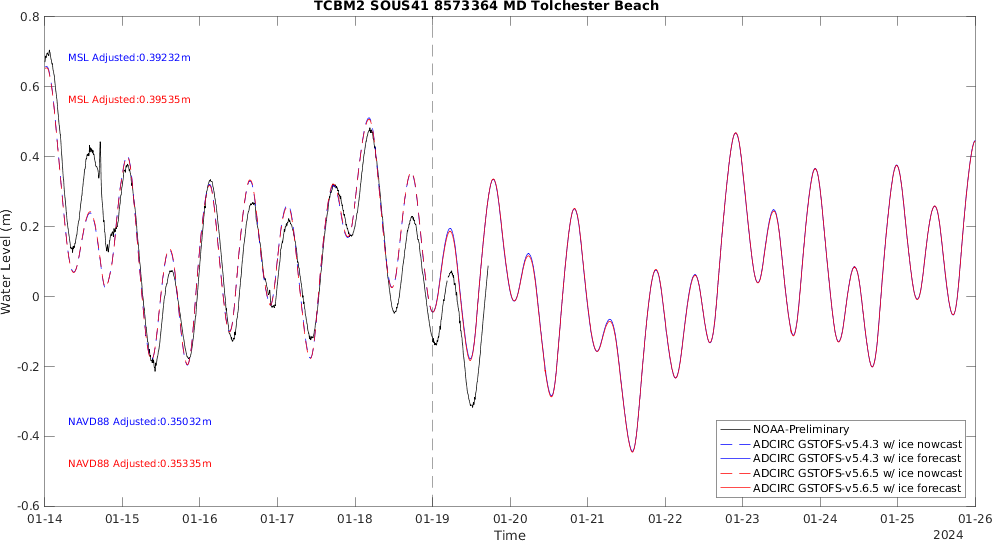 TCBM2 SOUS41 8573364 MD Tolchester Beach
0.8
MSL Adjusted:0.39232m
0.6
MSL Adjusted:0.39535m
0.4
0.2
0
-0.2
-0.4
-0.6
Water Level (m)
NAVD88 Adjusted:0.35032m
NAVD88 Adjusted:0.35335m
NOAA-Preliminary
ADCIRC GSTOFS-v5.4.3 w/ ice nowcast
ADCIRC GSTOFS-v5.4.3 w/ ice forecast
ADCIRC GSTOFS-v5.6.5 w/ ice nowcast
ADCIRC GSTOFS-v5.6.5 w/ ice forecast
01-14 01-15 01-16 01-17 01-18 01-19 01-20 01-21 01-22 01-23 01-24 01-25 01-26
Time
2024